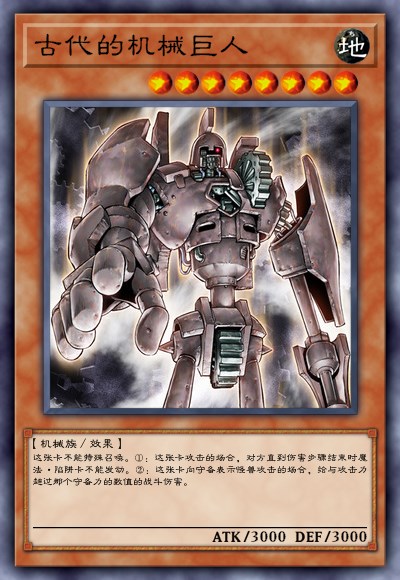 古代的机械巨人
地
【机械族／效果】
这张卡不能特殊召唤。①：这张卡攻击的场合，对方直到伤害步骤结束时魔
法·陷阱卡不能发动。②：这张卡向守备表示怪兽攻击的场合，给与攻击力
超过那个守备力的数值的战斗伤害。
ATK/3000 DEF/3000